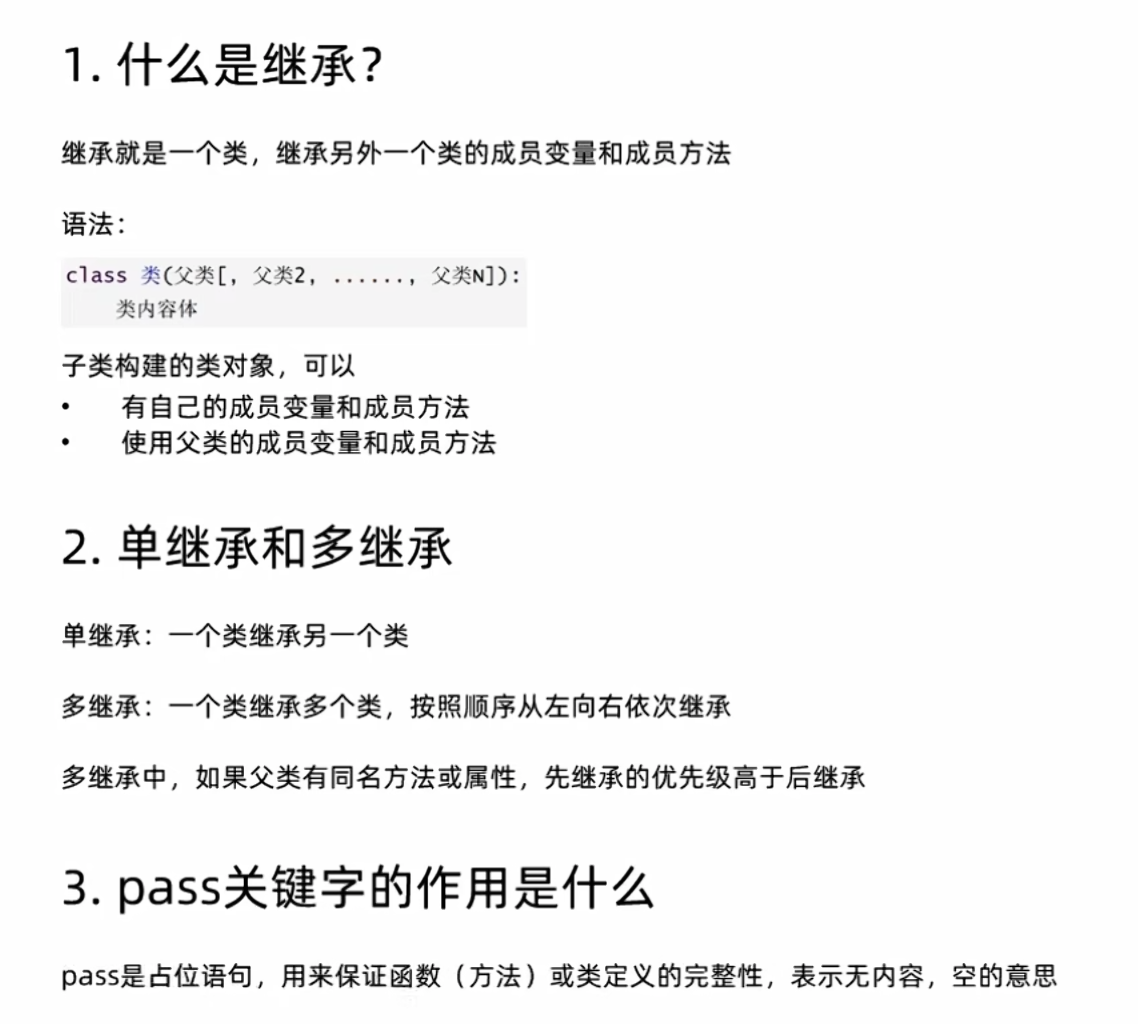 1. 什么是继承？
继承就是一个类，继承另外一个类的成员变量和成员方法
语法：
class 类(父类[, 父类2, ......, 父类N]):
    类内容体
子类构建的类对象，可以
• 有自己的成员变量和成员方法
• 使用父类的成员变量和成员方法
2. 单继承和多继承
单继承：一个类继承另一个类
多继承：一个类继承多个类，按照顺序从左向右依次继承
多继承中，如果父类有同名方法或属性，先继承的优先级高于后继承
3. pass关键字的作用是什么
pass是占位语句，用来保证函数（方法）或类定义的完整性，表示无内容，空的意思